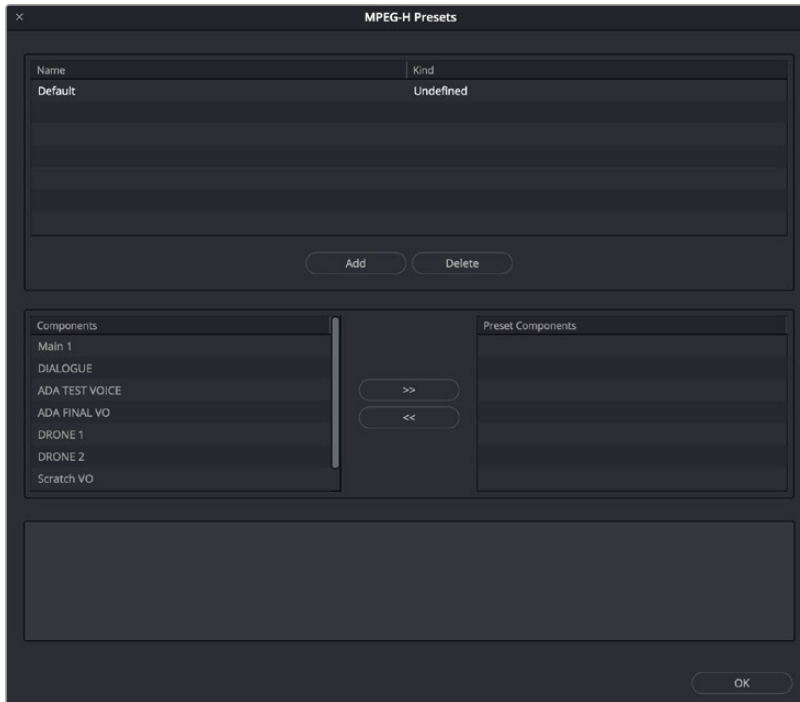 ×
MPEG-H Presets
Name Kind
Default Undefined
Add Delete
Components Preset Components
Main 1
DIALOGUE
ADA TEST VOICE
>>
ADA FINAL VO
<<
DRONE 1
DRONE 2
Scratch VO
OK